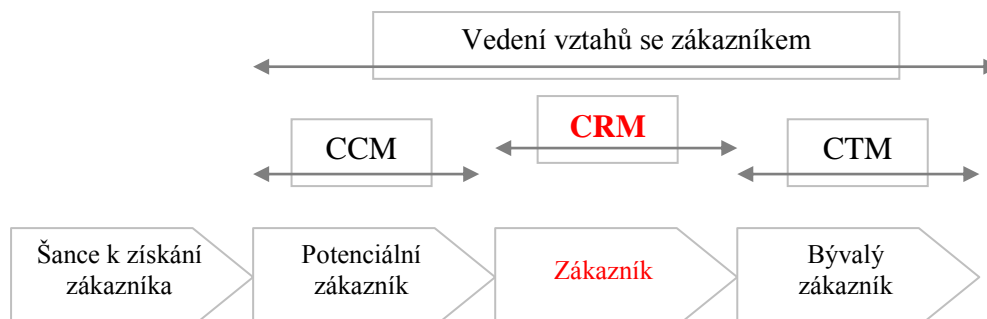 Vedení vztahů se zákazníkem
CCM
CRM
CTM
Šance k získání
zákazníka
Potenciální
zákazník
Zákazník
Bývalý
zákazník